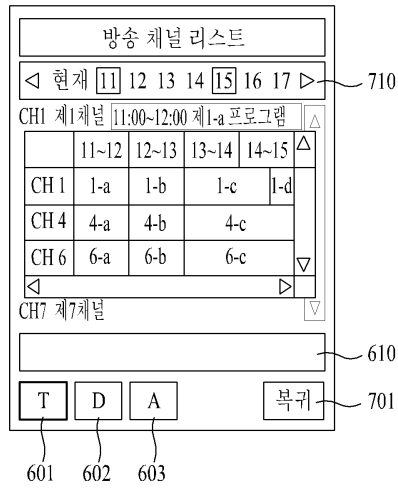 방송 채널 리스트
◁ 현재 11 12 13 14 15 16 17 ▷ 710
CH1 제1채널 11:00~12:00 제1-a 프로그램 △
11~12 12~13 13~14 14~15 △
CH 1 1-a 1-b 1-c 1-d
CH 4 4-a 4-b 4-c
CH 6 6-a 6-b 6-c ▽
◁ ▷
CH7 제7채널 ▽
610
T D A 복귀 701
601 602 603